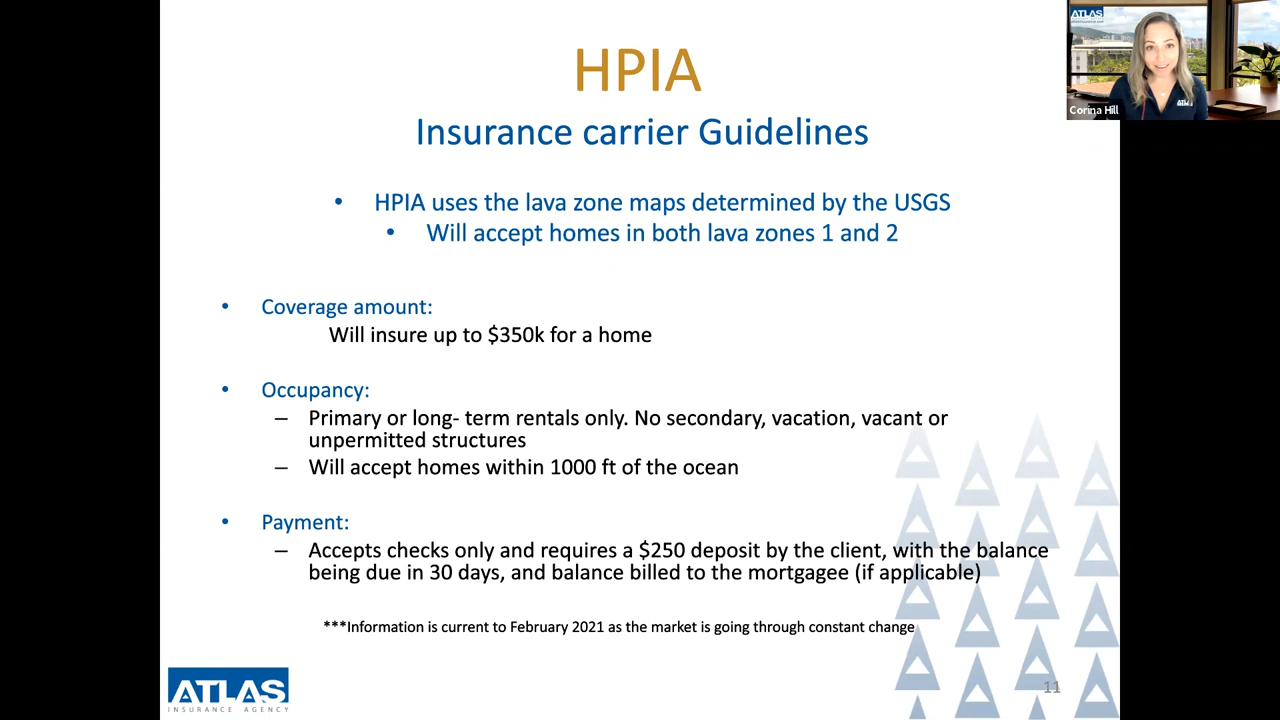 HPIA
Insurance carrier Guidelines
• HPIA uses the lava zone maps determined by the USGS
• Will accept homes in both lava zones 1 and 2
• Coverage amount:
Will insure up to $350k for a home
• Occupancy:
– Primary or long- term rentals only. No secondary, vacation, vacant or
unpermitted structures
– Will accept homes within 1000 ft of the ocean
• Payment:
– Accepts checks only and requires a $250 deposit by the client, with the balance
being due in 30 days, and balance billed to the mortgagee (if applicable)
***Information is current to February 2021 as the market is going through constant change
ATLAS
INSURANCE AGENCY
11
ATLAS
Corina Hill
ATLAS